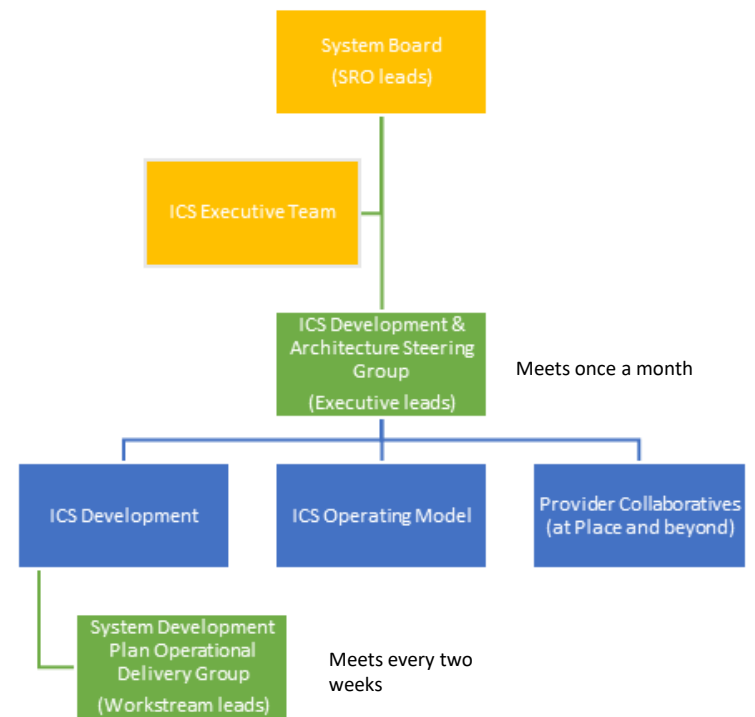 System Board
(SRO leads)
ICS Executive Team
ICS Development &
Architecture Steering
Group
(Executive leads)
Meets once a month
ICS Development
ICS Operating Model
Provider Collaboratives
(at Place and beyond)
System Development
Plan Operational
Delivery Group
(Workstream leads)
Meets every two
weeks